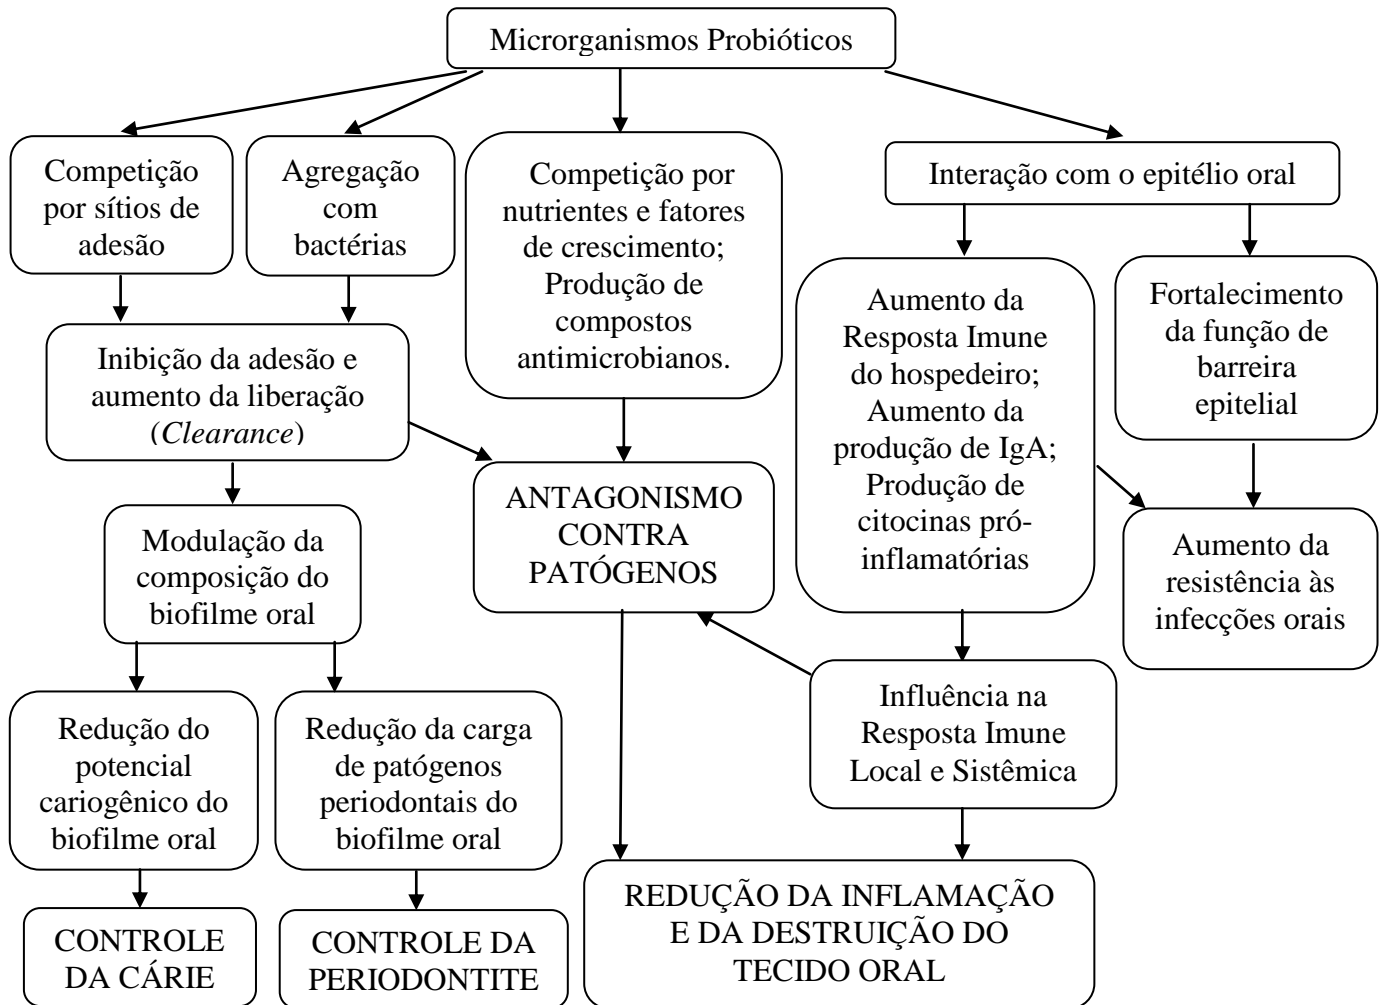 Microrganismos Probióticos
Competição
por sítios de
adesão
Agregação
com
bactérias
Competição por
nutrientes e fatores
de crescimento;
Produção de
compostos
antimicrobianos.
Interação com o epitélio oral
Inibição da adesão e
aumento da liberação
(Clearance)
Aumento da
Resposta Imune
do hospedeiro;
Aumento da
produção de IgA;
Produção de
citocinas pró-
inflamatórias
Fortalecimento
da função de
barreira
epitelial
ANTAGONISMO
CONTRA
PATÓGENOS
Modulação da
composição do
biofilme oral
Aumento da
resistência às
infecções orais
Redução do
potencial
cariogênico do
biofilme oral
Redução da carga
de patógenos
periodontais do
biofilme oral
Influência na
Resposta Imune
Local e Sistêmica
CONTROLE
DA CÁRIE
CONTROLE DA
PERIODONTITE
REDUÇÃO DA INFLAMAÇÃO
E DA DESTRUIÇÃO DO
TECIDO ORAL